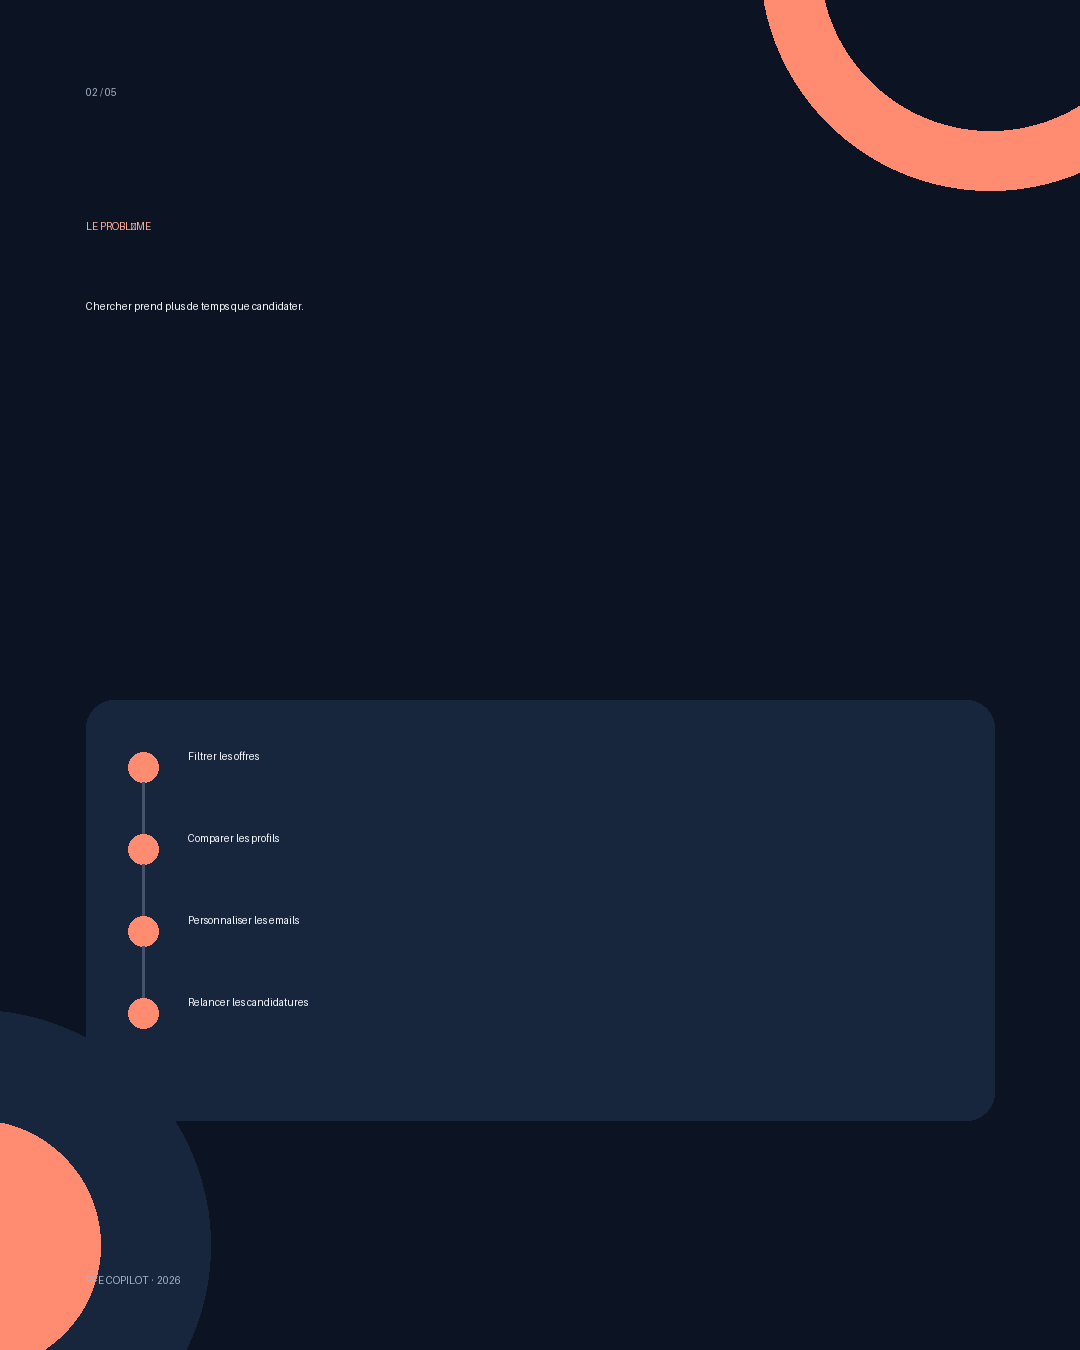 02 / 05
LE PROBL▯ME
Chercher prend plus de temps que candidater.
Filtrer les offres
Comparer les profils
Personnaliser les emails
Relancer les candidatures
COPILOT · 2026